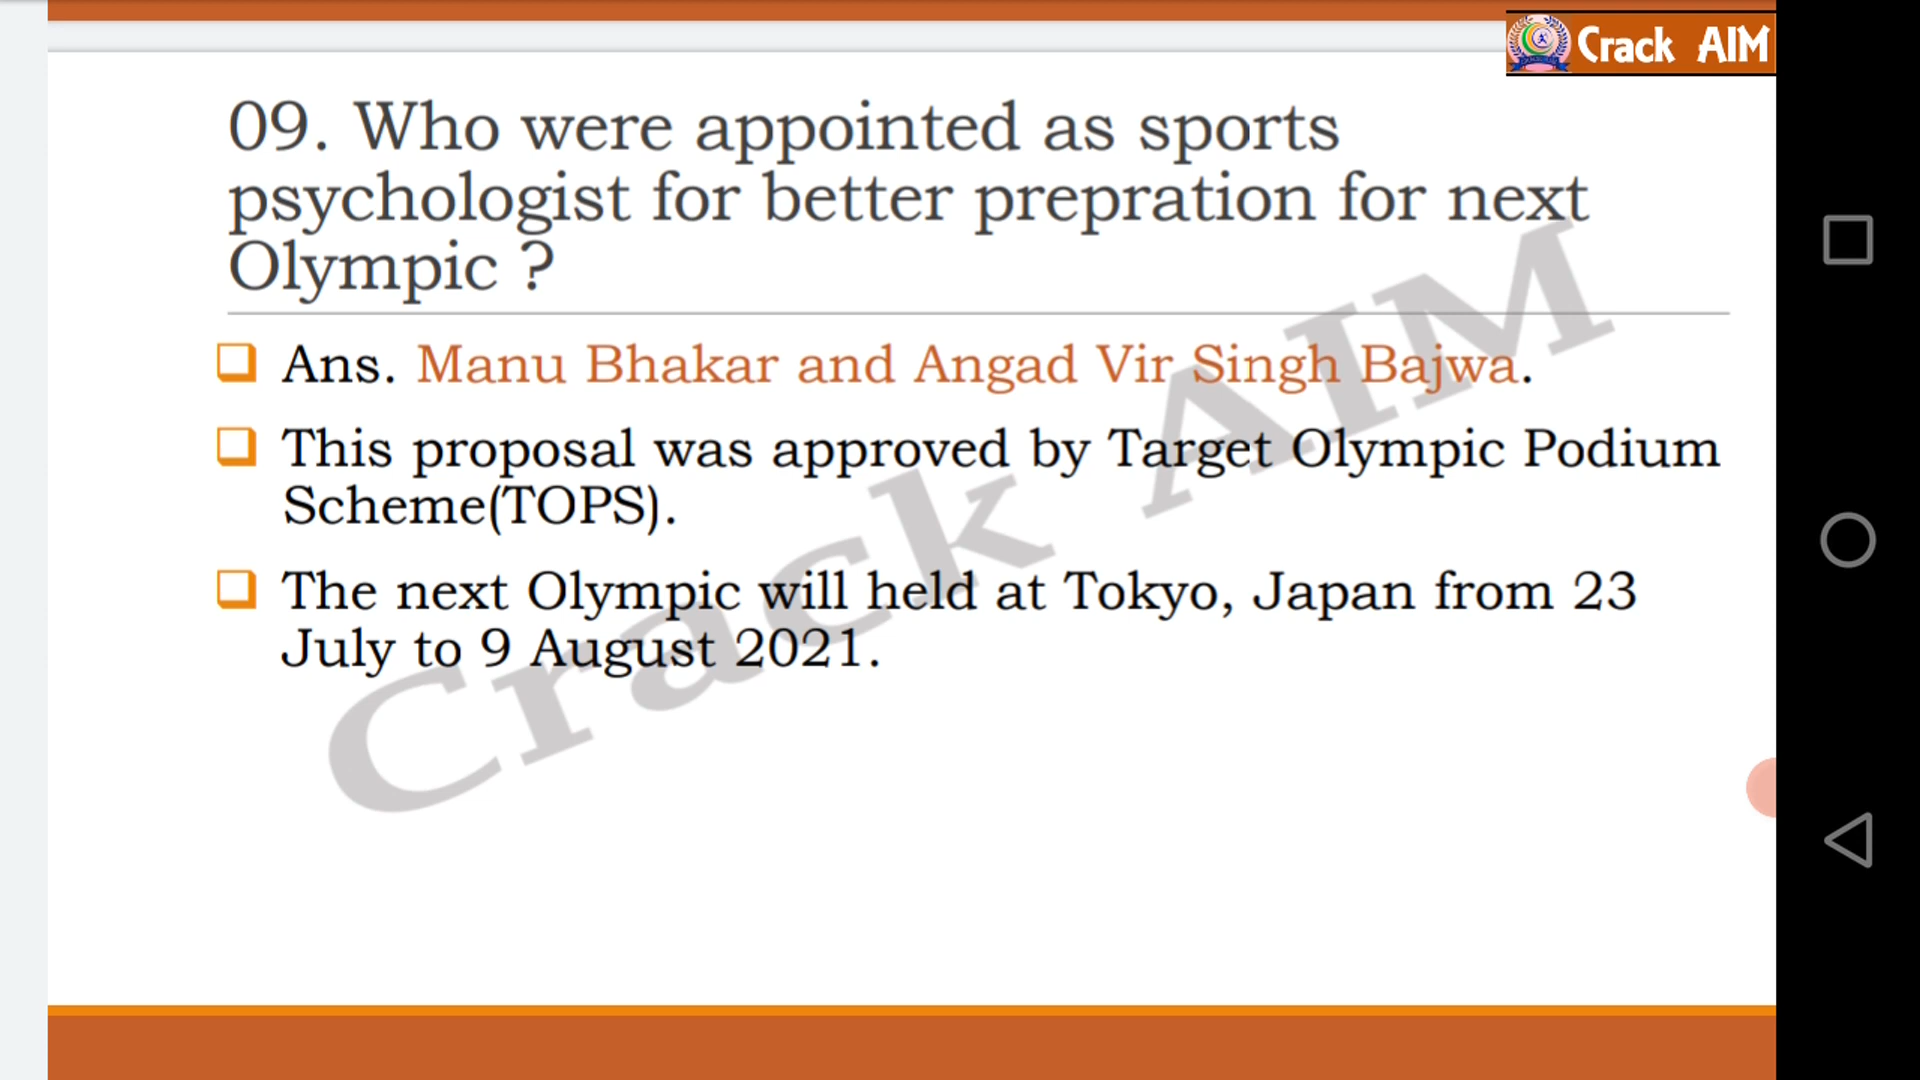 Crack AIM
09. Who were appointed as sports
psychologist for better prepration for next
Olympic ?
Ans. Manu Bhakar and Angad Vir Singh Bajwa.
This proposal was approved by Target Olympic Podium
Scheme(TOPS).
The next Olympic will held at Tokyo, Japan from 23
July to 9 August 2021.
Crack AIM